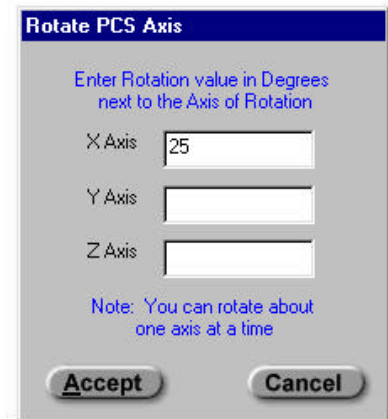 Rotate PCS Axis
Enter Rotation value in Degrees
next to the Axis of Rotation
X Axis 25
Y Axis
Z Axis
Note: You can rotate about
one axis at a time
Accept Cancel